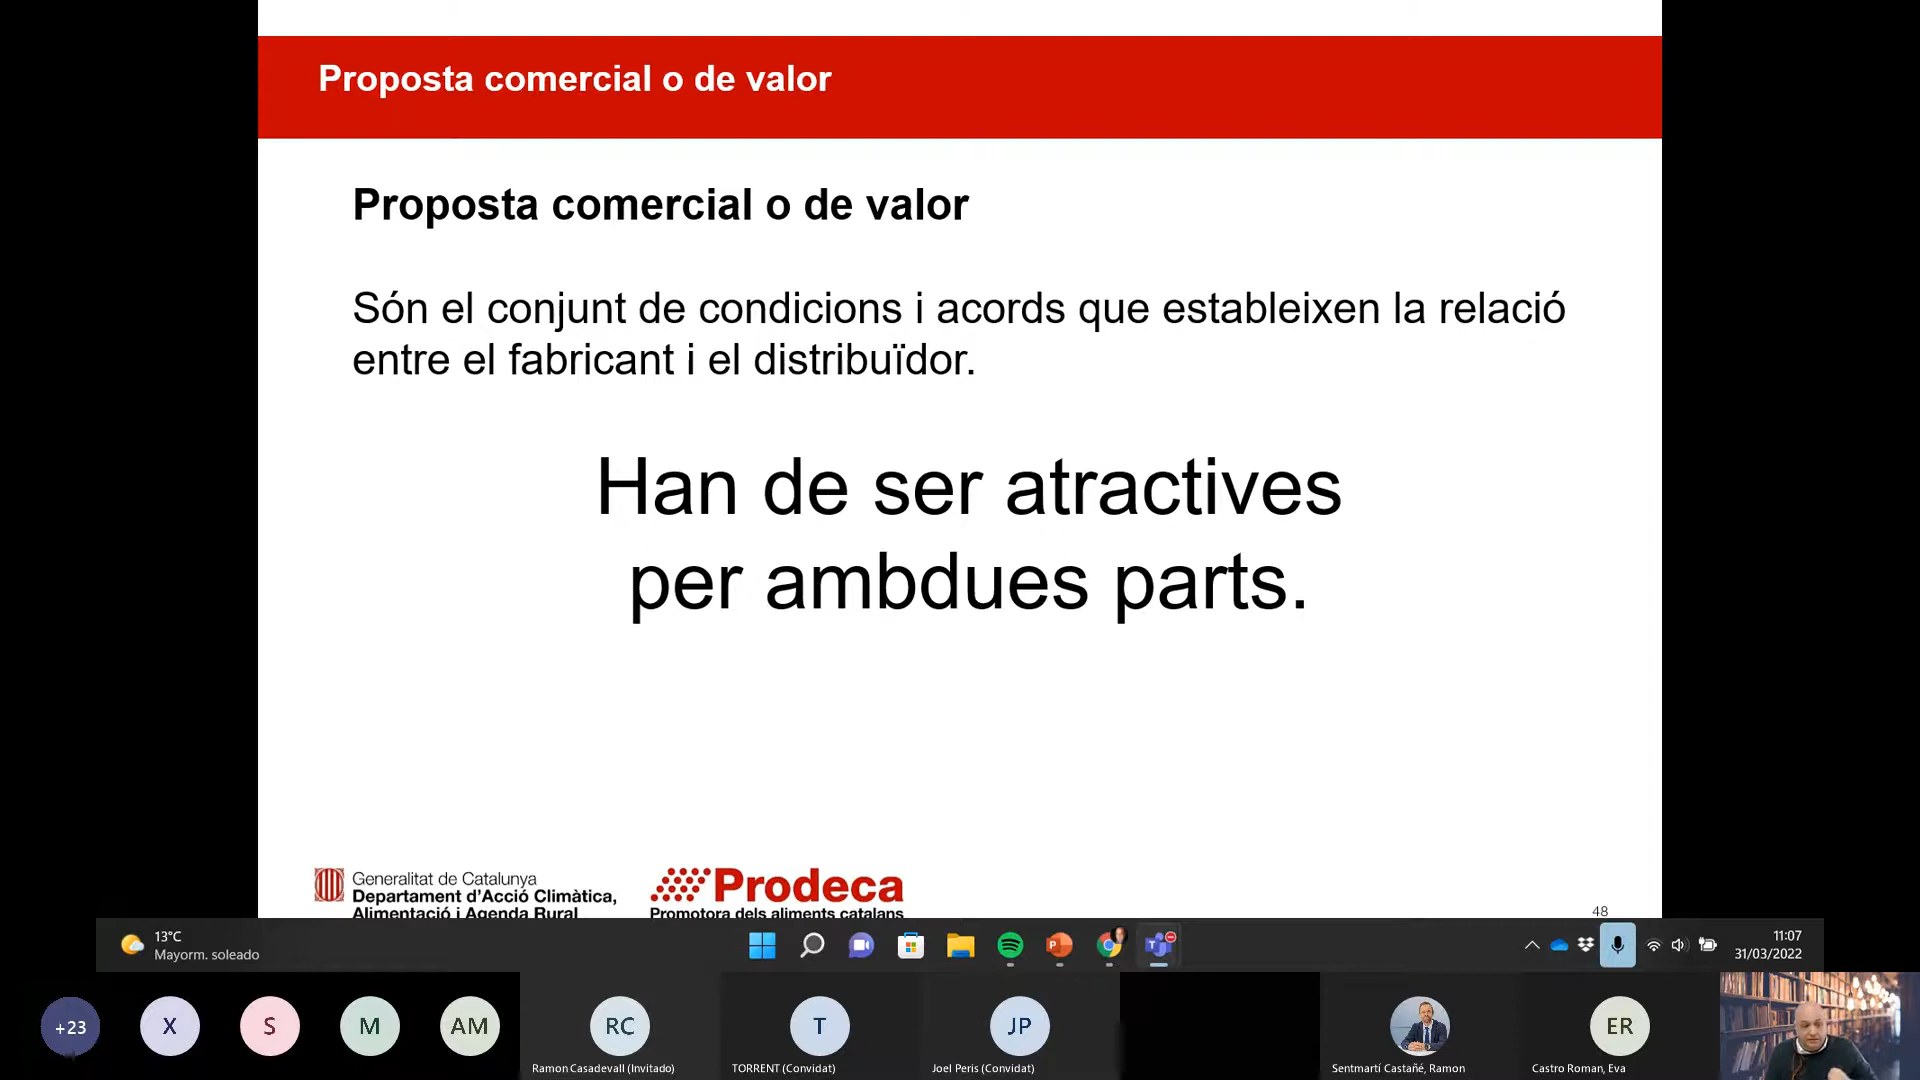 Proposta comercial o de valor
Proposta comercial o de valor
Són el conjunt de condicions i acords que estableixen la relació
entre el fabricant i el distribuïdor.
Han de ser atractives
per ambdues parts.
Generalitat de Catalunya
Departament d'Acció Climàtica,
Alimentació i Agenda Rural
Prodeca
Promotora dels aliments catalans
48
13°C
Mayorm. soleado
11:07
31/03/2022
+23
X
S
M
AM
RC
T
JP
ER
Ramon Casadevall (Invitado)
TORRENT (Convidat)
Joel Peris (Convidat)
Sentmartí Castañé, Ramon
Castro Roman, Eva